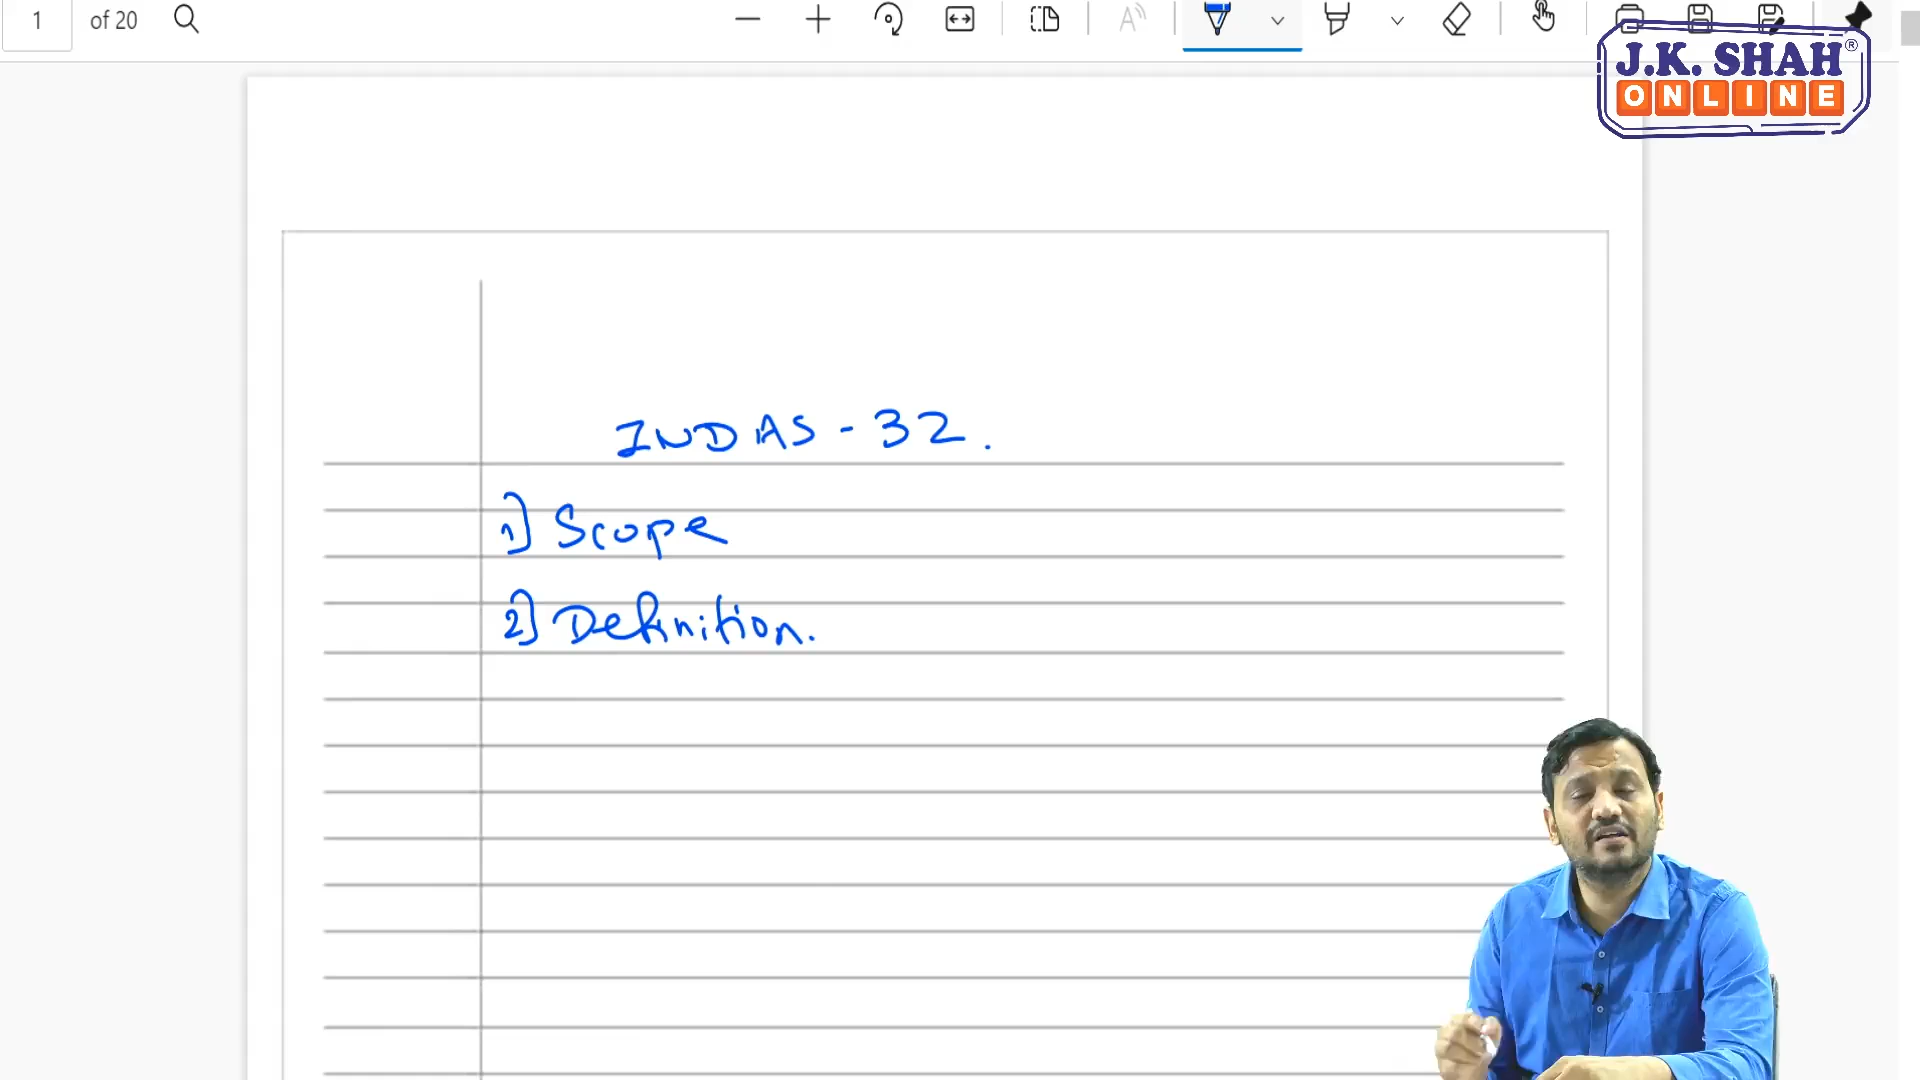 1 of 20
J.K. SHAH®
ONLINE
INDAS - 32.
1] Scope
2] Definition.